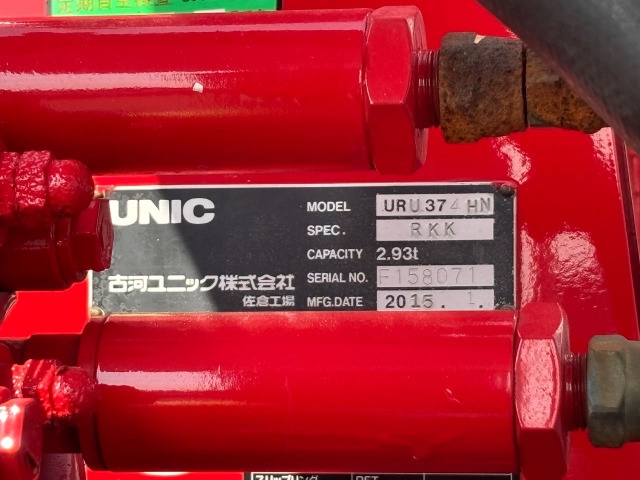 UNIC
MODEL URU374HN
SPEC. RKK
CAPACITY 2.93t
古河ユニック株式会社 SERIAL NO. F158071
佐倉工場 MFG.DATE 2015. 1.